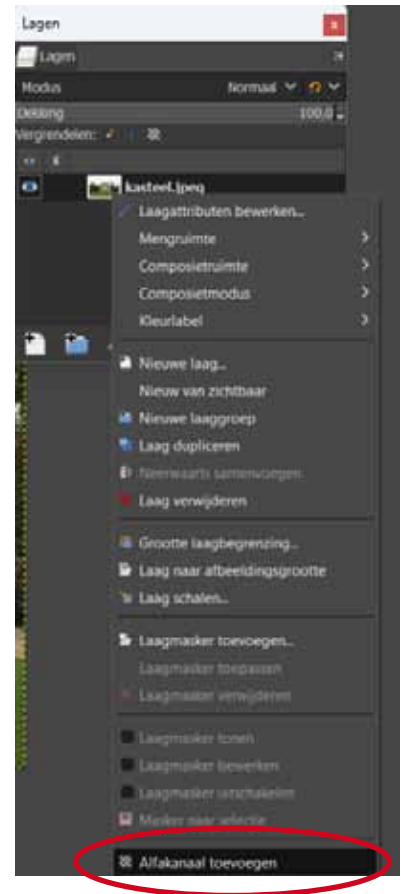 Lagen
Lagen
Modus Normaal
Dekking 100,0
Vergrendelen:
kasteel.jpeg
Laagattributen bewerken...
Mengruimte
Composietruimte
Composietmodus
Kleurlabel
Nieuwe laag...
Nieuw van zichtbaar
Nieuwe laaggroep
Laag dupliceren
Neerwaarts samenvoegen
Laag verwijderen
Grootte laagbegrenzing...
Laag naar afbeeldingsgrootte
Laag schalen...
Laagmasker toevoegen...
Laagmasker toepassen
Laagmasker verwijderen
Laagmasker tonen
Laagmasker bewerken
Laagmasker uitschakelen
Masker naar selectie
Alfakanaal toevoegen